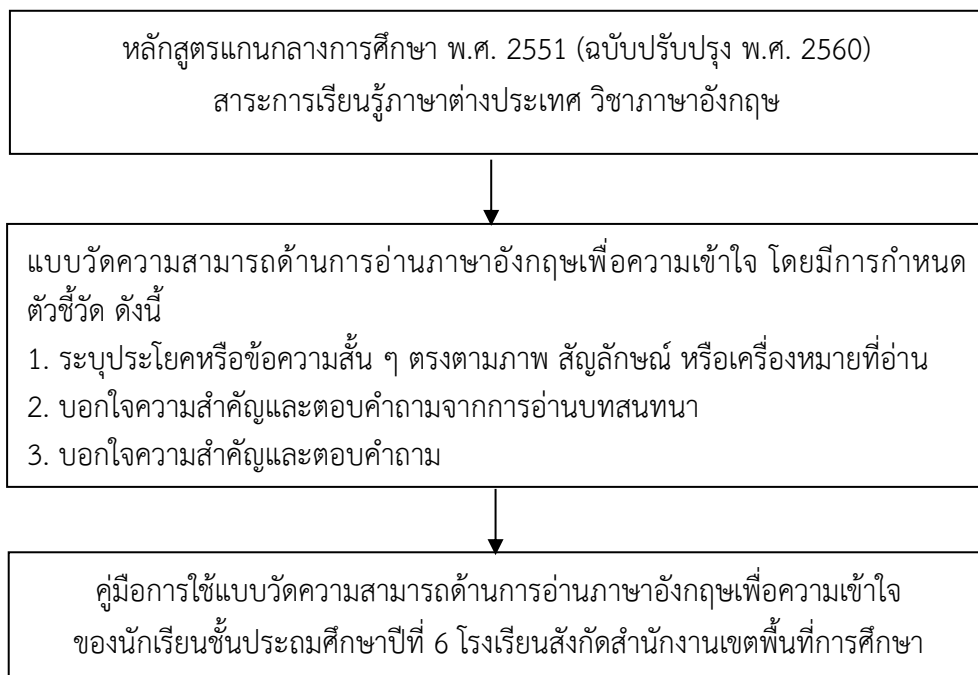 หลักสูตรแกนกลางการศึกษา พ.ศ. 2551 (ฉบับปรับปรุง พ.ศ. 2560)
สาระการเรียนรู้ภาษาต่างประเทศ วิชาภาษาอังกฤษ
แบบวัดความสามารถด้านการอ่านภาษาอังกฤษเพื่อความเข้าใจ โดยมีการกำหนด
ตัวชี้วัด ดังนี้
1. ระบุประโยคหรือข้อความสั้น ๆ ตรงตามภาพ สัญลักษณ์ หรือเครื่องหมายที่อ่าน
2. บอกใจความสำคัญและตอบคำถามจากการอ่านบทสนทนา
3. บอกใจความสำคัญและตอบคำถาม
คู่มือการใช้แบบวัดความสามารถด้านการอ่านภาษาอังกฤษเพื่อความเข้าใจ
ของนักเรียนชั้นประถมศึกษาปีที่ 6 โรงเรียนสังกัดสำนักงานเขตพื้นที่การศึกษา